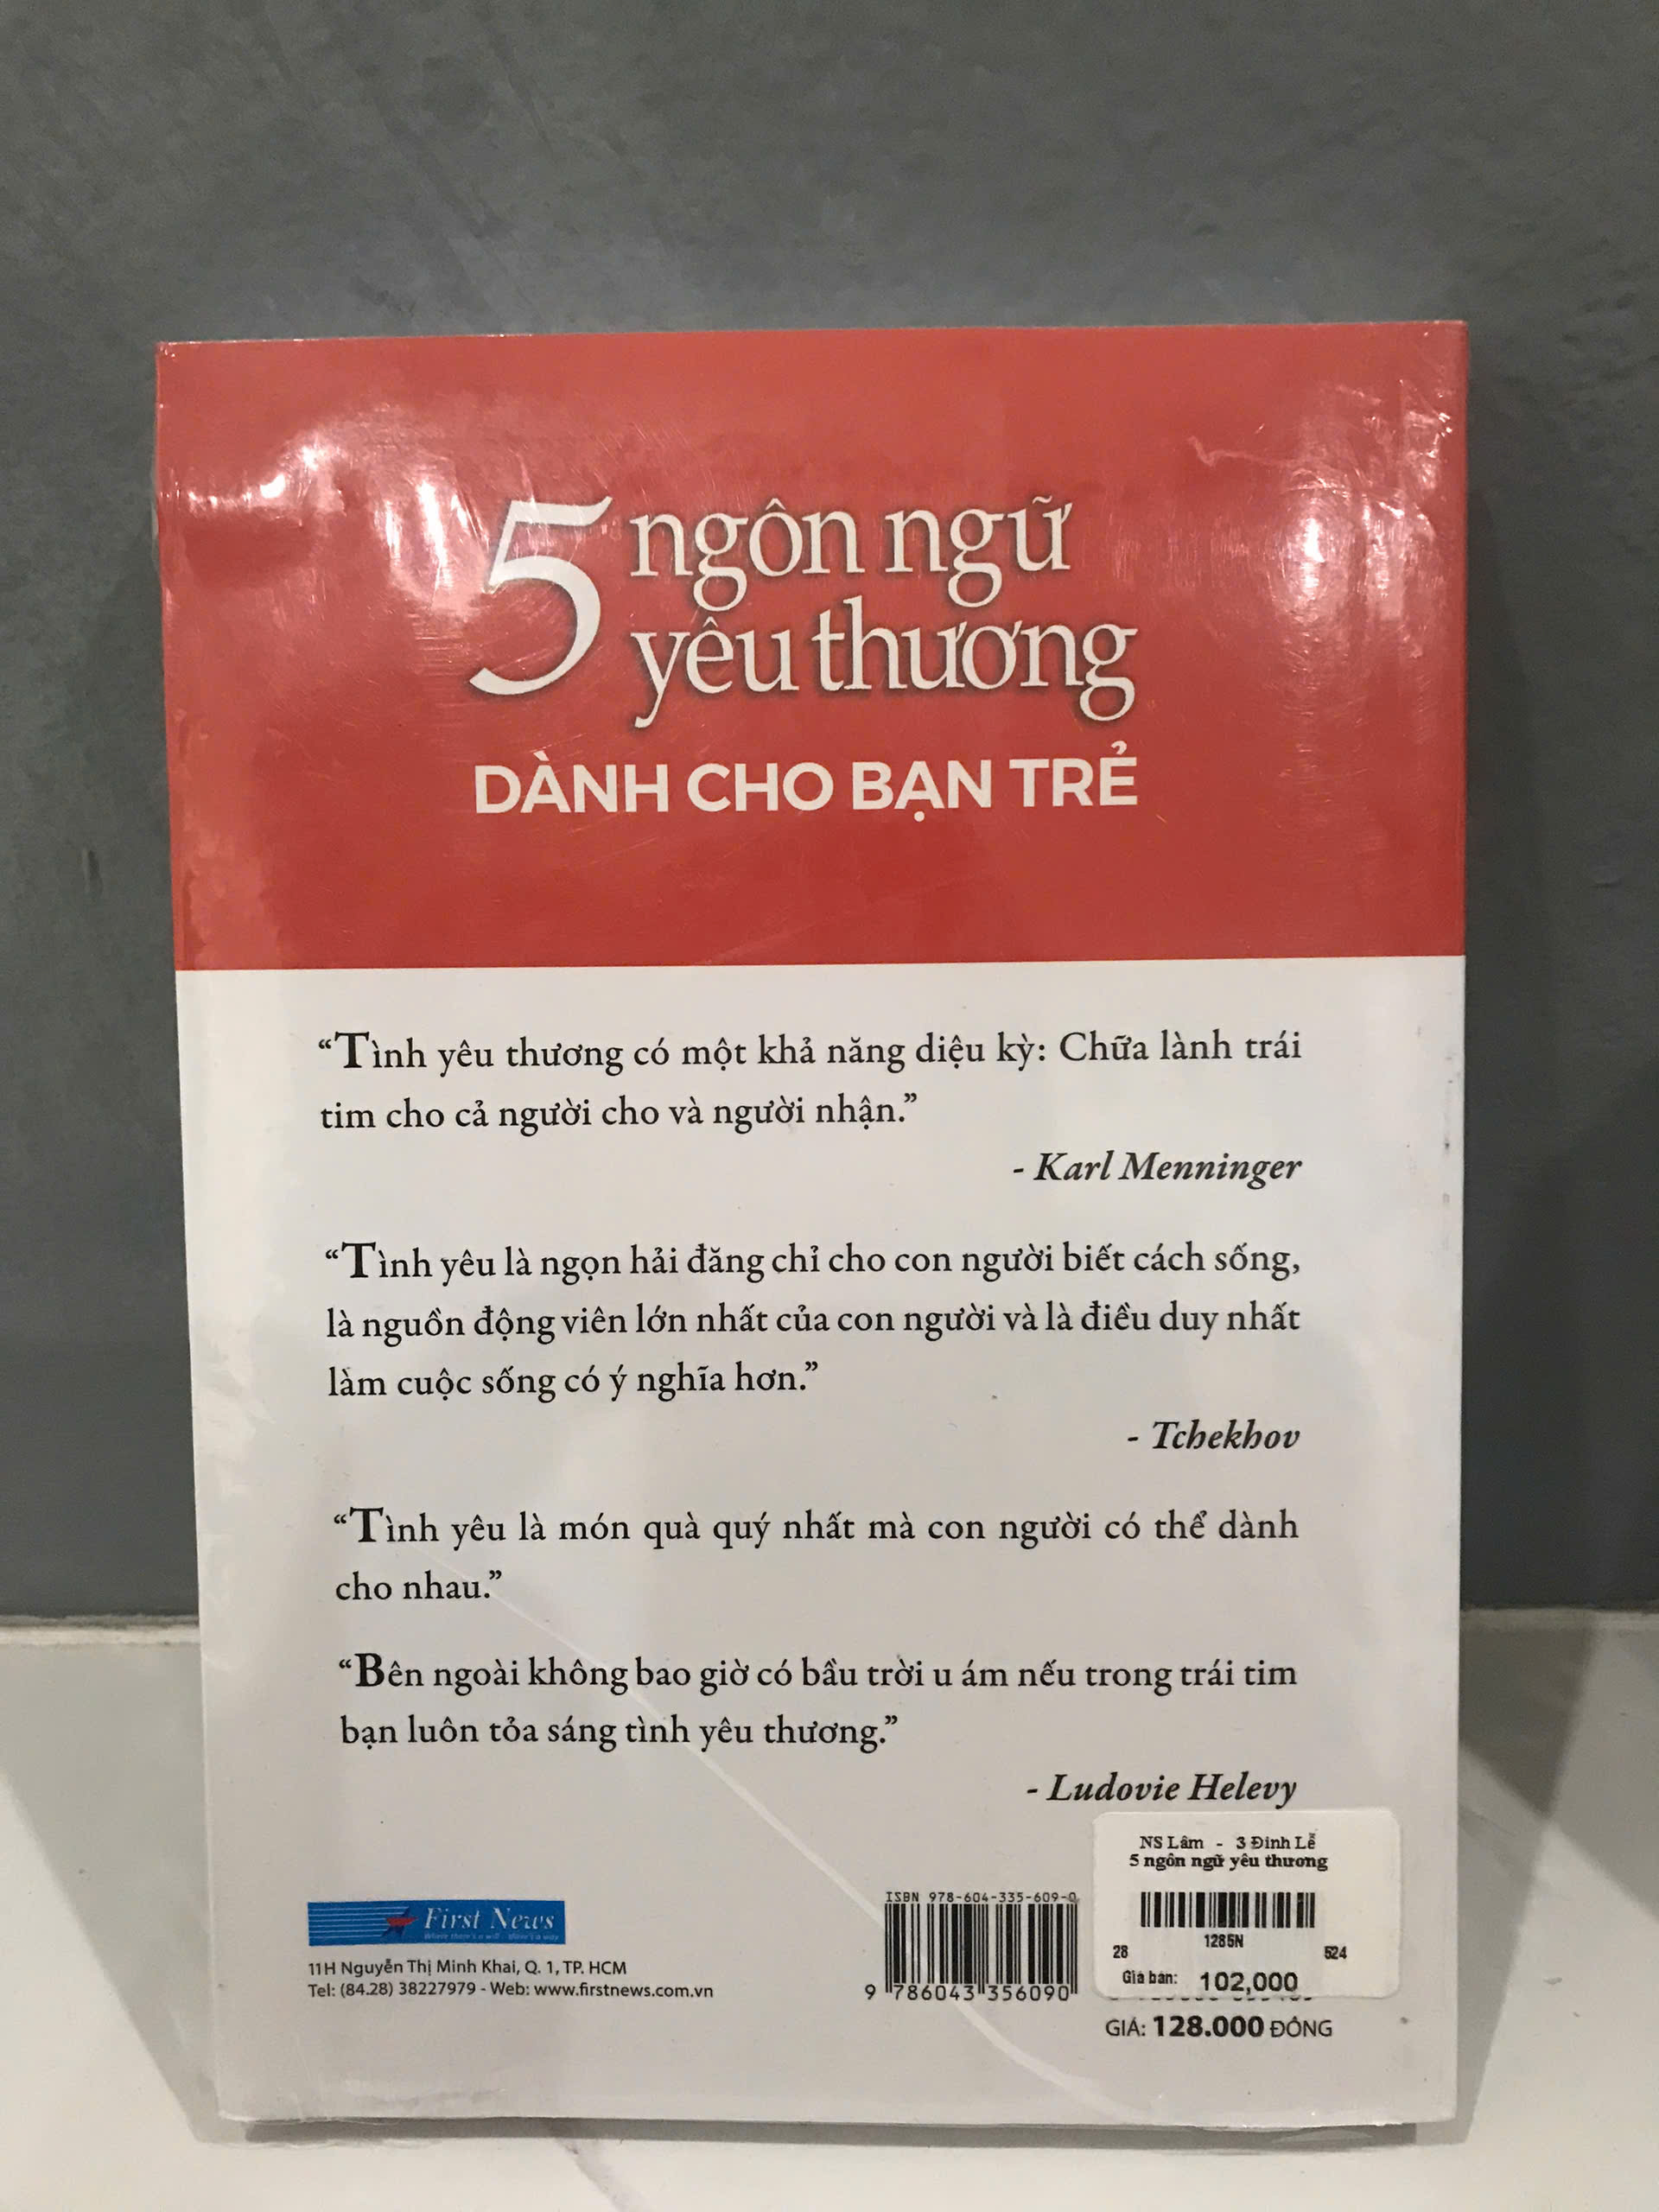 5 ngôn ngữ
yêu thương
DÀNH CHO BẠN TRẺ
“Tình yêu thương có một khả năng diệu kỳ: Chữa lành trái
tim cho cả người cho và người nhận.”
- Karl Menninger
“Tình yêu là ngọn hải đăng chỉ cho con người biết cách sống,
là nguồn động viên lớn nhất của con người và là điều duy nhất
làm cuộc sống có ý nghĩa hơn.”
- Tchekhov
“Tình yêu là món quà quý nhất mà con người có thể dành
cho nhau.”
“Bên ngoài không bao giờ có bầu trời u ám nếu trong trái tim
bạn luôn tỏa sáng tình yêu thương.”
- Ludovie Helevy
First News
11H Nguyễn Thị Minh Khai, Q. 1, TP. HCM
Tel: (84.28) 38227979 - Web: www.firstnews.com.vn
ISBN 978-604-335-609-0
9 786043 356090
NS Lâm - 3 Đinh Lễ
5 ngôn ngữ yêu thương
1285N
28 524
Giá bán: 102,000
GIÁ: 128.000 ĐỒNG